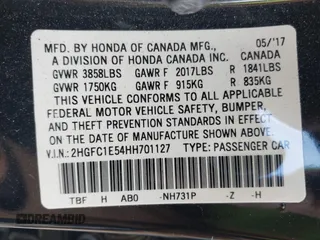 MFD. BY HONDA OF CANADA MFG., 05/'17
A DIVISION OF HONDA CANADA INC. CANADA
GVWR 3858LBS GAWR F 2017LBS R 1841LBS
GVWR 1750KG GAWR F 915KG R 835KG
THIS VEHICLE CONFORMS TO ALL APPLICABLE
FEDERAL MOTOR VEHICLE SAFETY, BUMPER,
AND THEFT PREVENTION STANDARDS IN EFFECT ON
THE DATE OF MANUFACTURE SHOWN ABOVE.
V.I.N.: 2HGFC1E54HH701127 TYPE: PASSENGER CAR
TBF H AB0 -NH731P -Z -H
DREAMBID